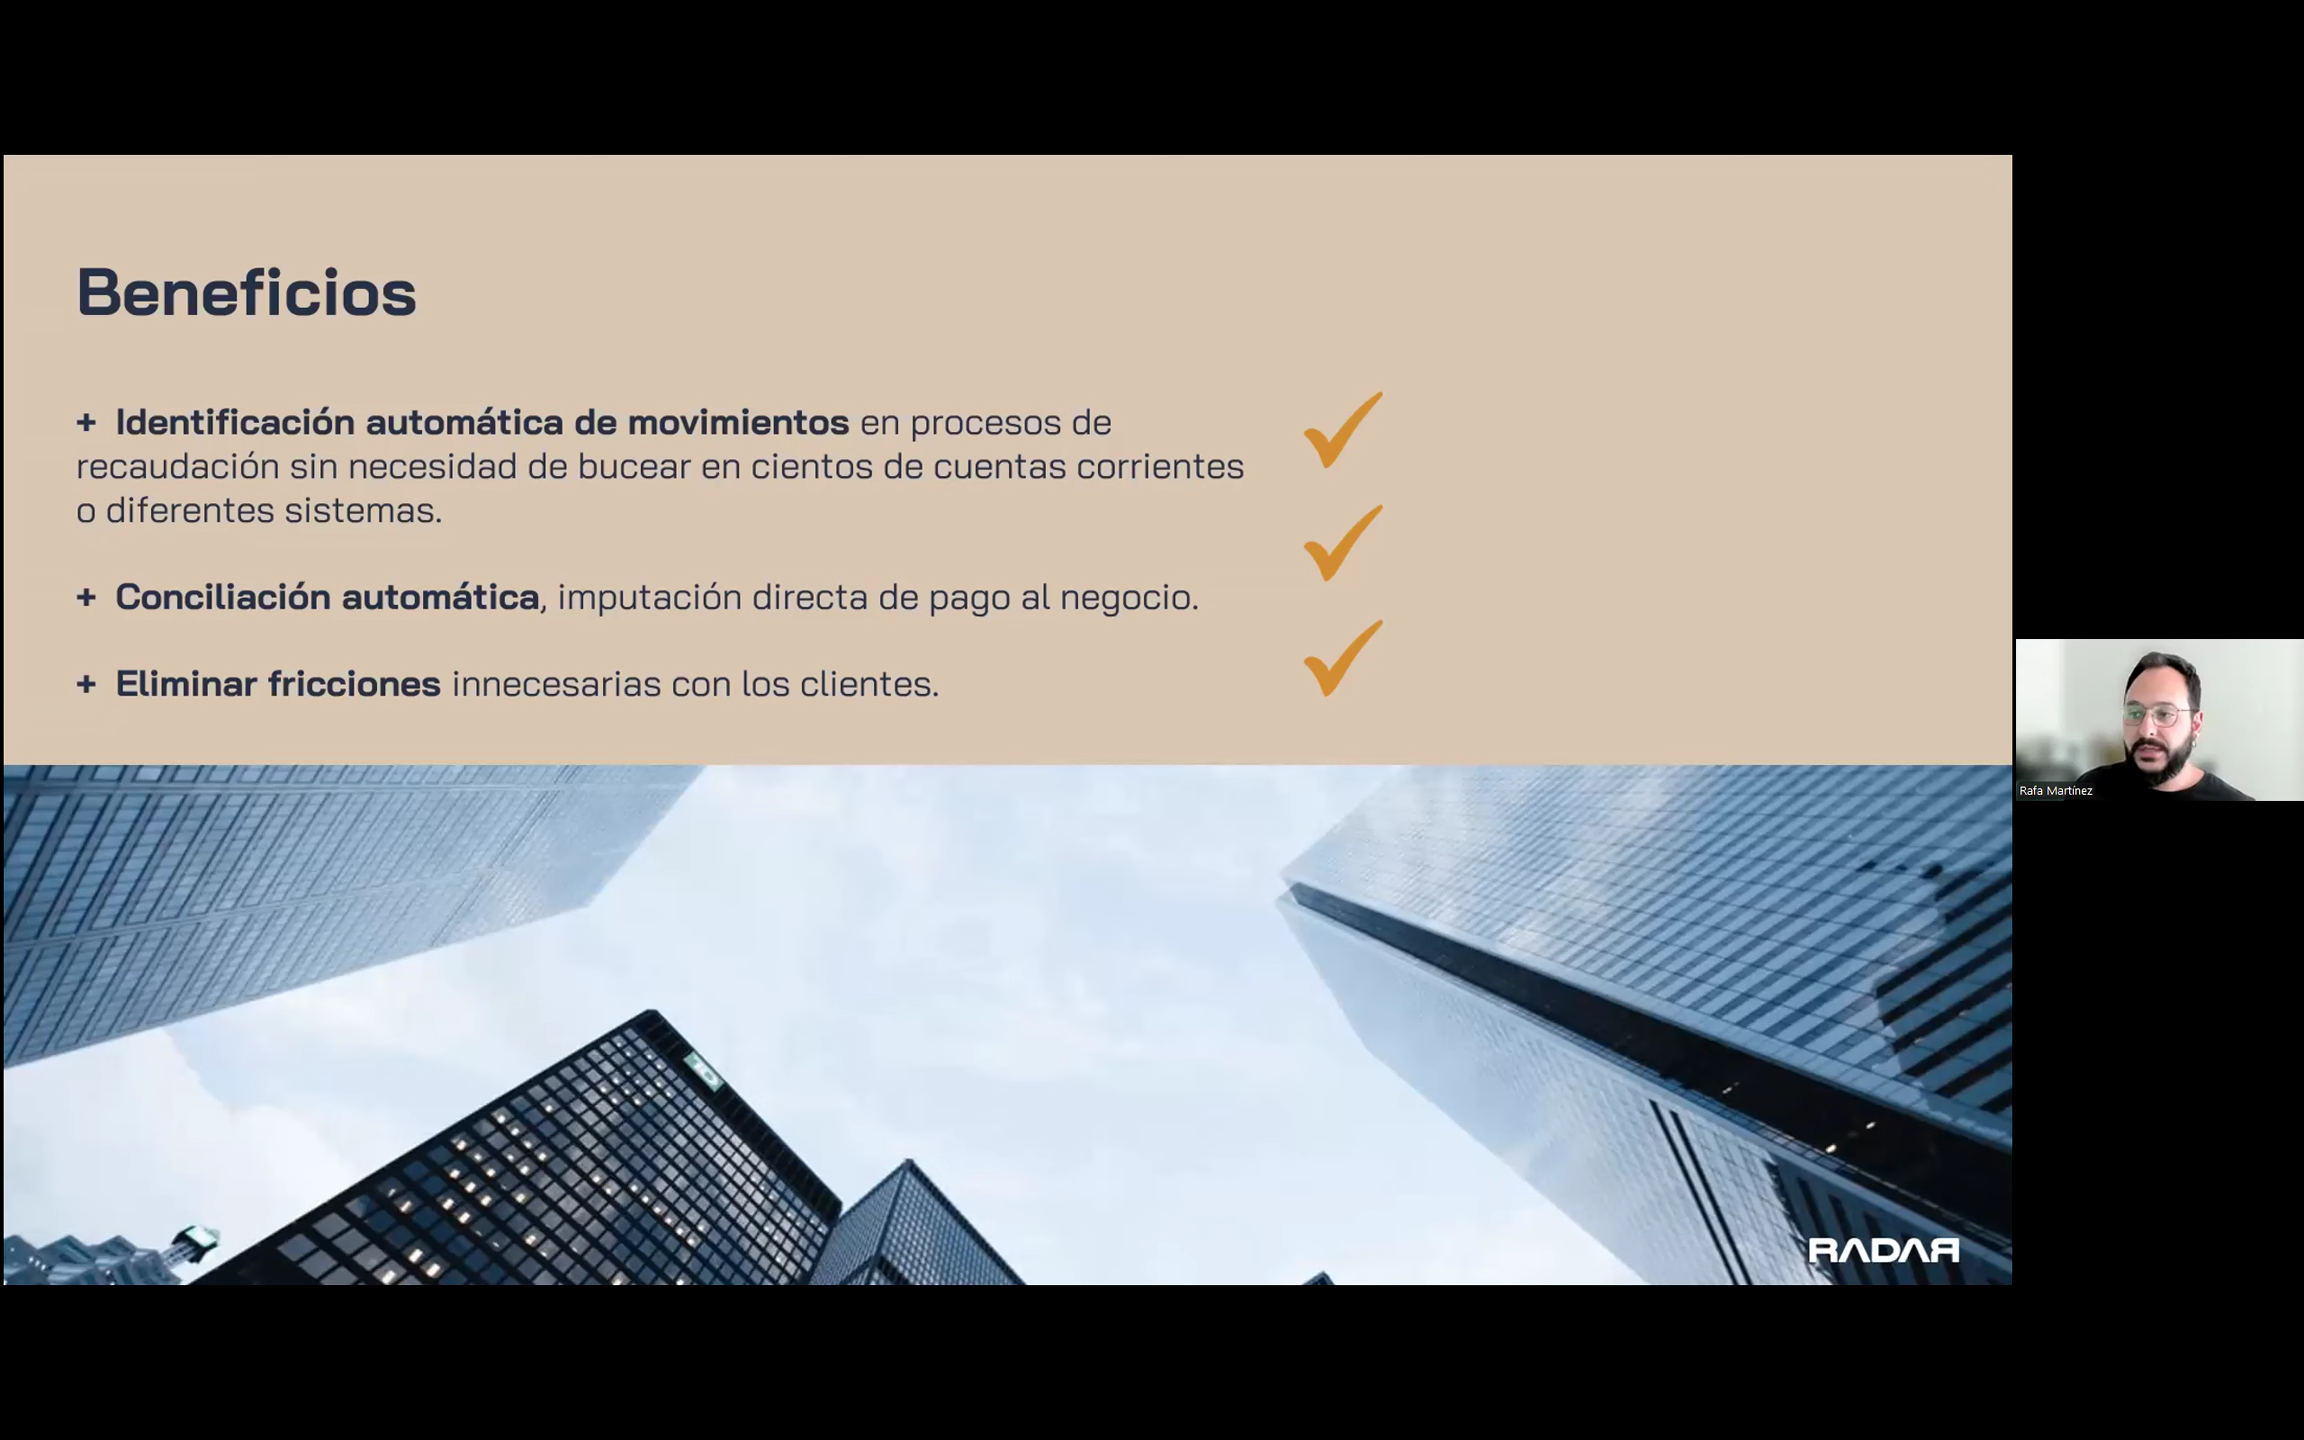 Beneficios
+ Identificación automática de movimientos en procesos de
recaudación sin necesidad de bucear en cientos de cuentas corrientes
o diferentes sistemas.
+ Conciliación automática, imputación directa de pago al negocio.
+ Eliminar fricciones innecesarias con los clientes.
Rafa Martínez
RADAR